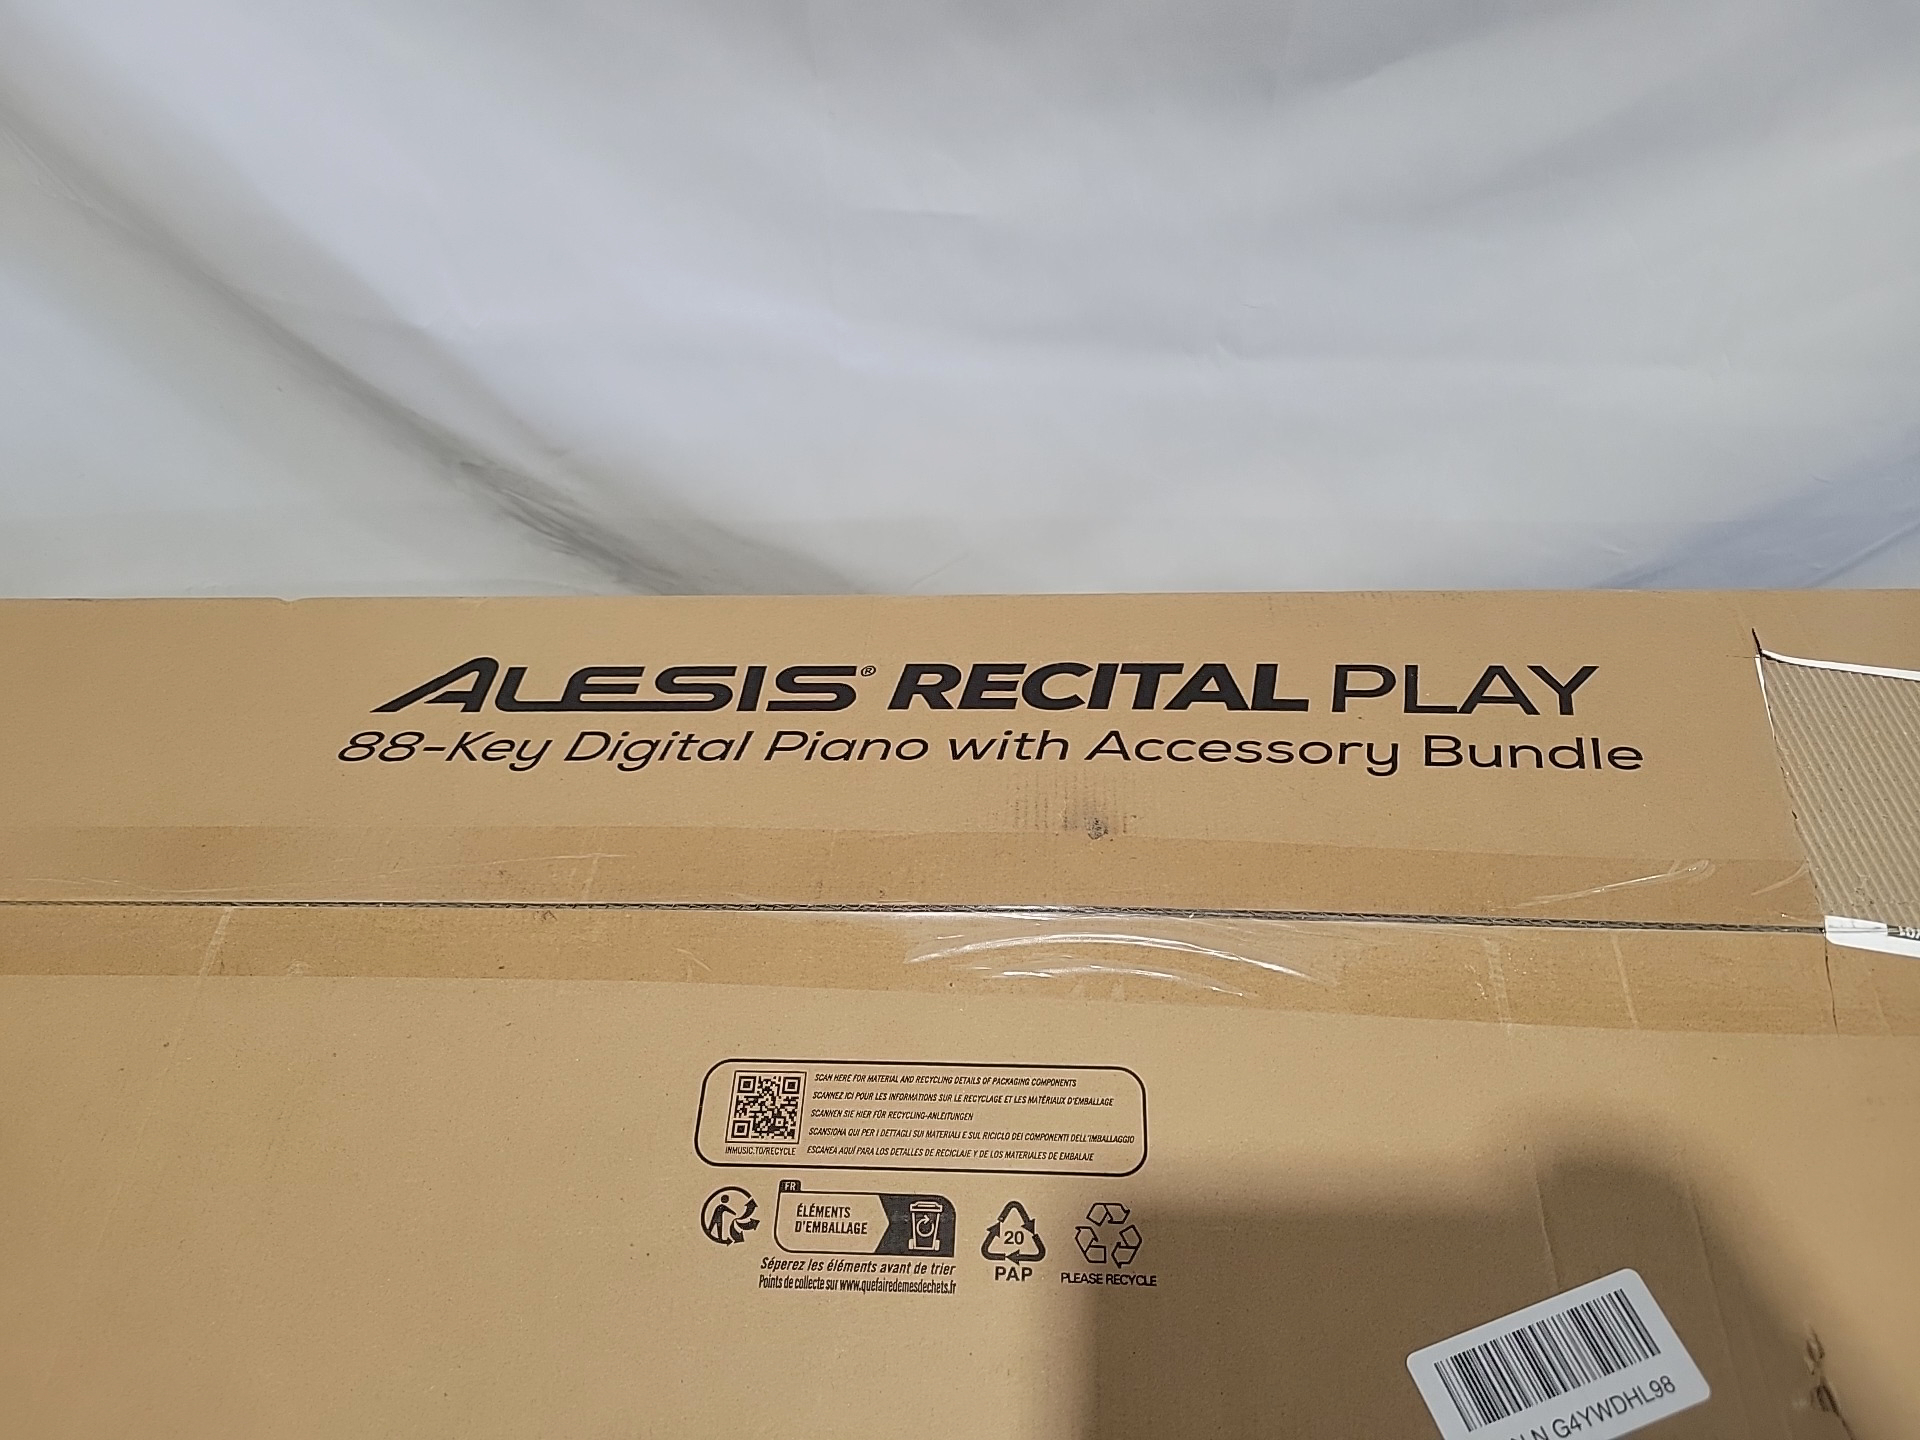 ALESIS® RECITAL PLAY
88-Key Digital Piano with Accessory Bundle
SCAN HERE FOR MATERIAL AND RECYCLING DETAILS OF PACKAGING COMPONENTS
SCANNEZ ICI POUR LES INFORMATIONS SUR LE RECYCLAGE ET LES MATÉRIAUX D'EMBALLAGE
SCANNEN SIE HIER FÜR RECYCLING-ANLEITUNGEN
SCANSIONA QUI PER I DETTAGLI SUI MATERIALI E SUL RICICLO DEI COMPONENTI DELL'IMBALLAGGIO
ESCANEA AQUÍ PARA LOS DETALLES DE RECICLAJE Y DE LOS MATERIALES DE EMBALAJE
INMUSIC.TO/RECYCLE
FR
ÉLÉMENTS
D'EMBALLAGE
Séperez les éléments avant de trier
Points de collecte sur www.quefairedemesdechets.fr
20
PAP
PLEASE RECYCLE
N G4YWDHL98